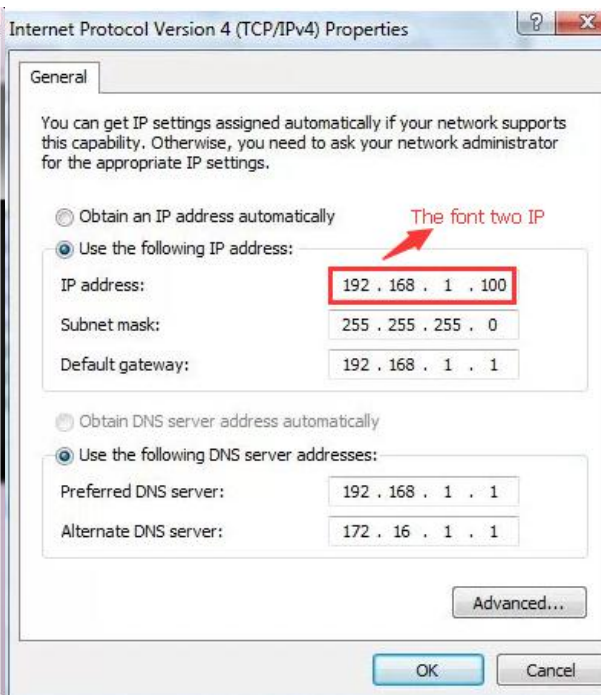 Internet Protocol Version 4 (TCP/IPv4) Properties
General
You can get IP settings assigned automatically if your network supports
this capability. Otherwise, you need to ask your network administrator
for the appropriate IP settings.
Obtain an IP address automatically
The font two IP
Use the following IP address:
IP address: 192 . 168 . 1 . 100
Subnet mask: 255 . 255 . 255 . 0
Default gateway: 192 . 168 . 1 . 1
Obtain DNS server address automatically
Use the following DNS server addresses:
Preferred DNS server: 192 . 168 . 1 . 1
Alternate DNS server: 172 . 16 . 1 . 1
Advanced...
OK Cancel